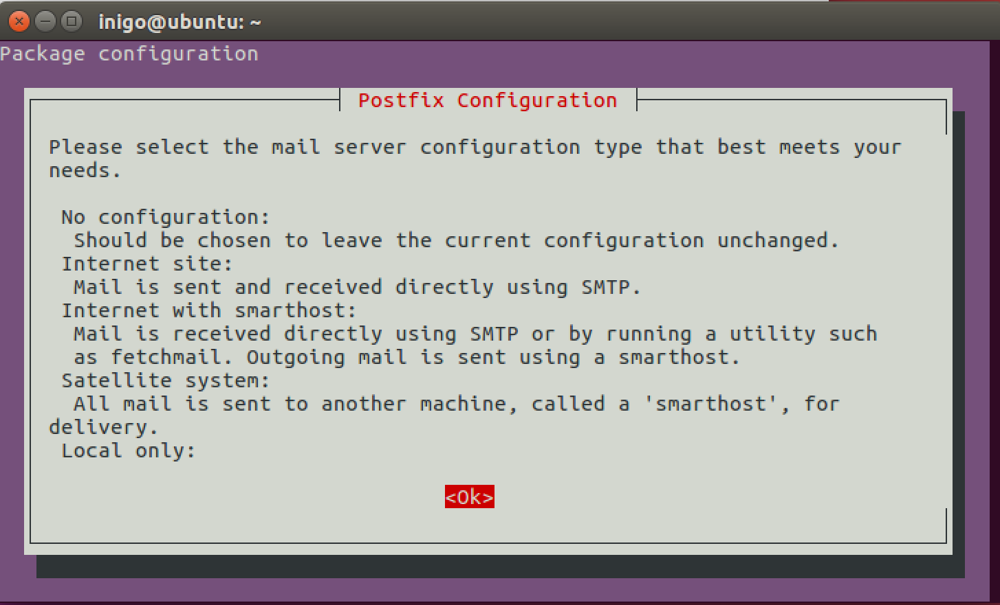 inigo@ubuntu: ~
Package configuration
Postfix Configuration
Please select the mail server configuration type that best meets your
needs.
No configuration:
Should be chosen to leave the current configuration unchanged.
Internet site:
Mail is sent and received directly using SMTP.
Internet with smarthost:
Mail is received directly using SMTP or by running a utility such
as fetchmail. Outgoing mail is sent using a smarthost.
Satellite system:
All mail is sent to another machine, called a 'smarthost', for
delivery.
Local only:
<Ok>